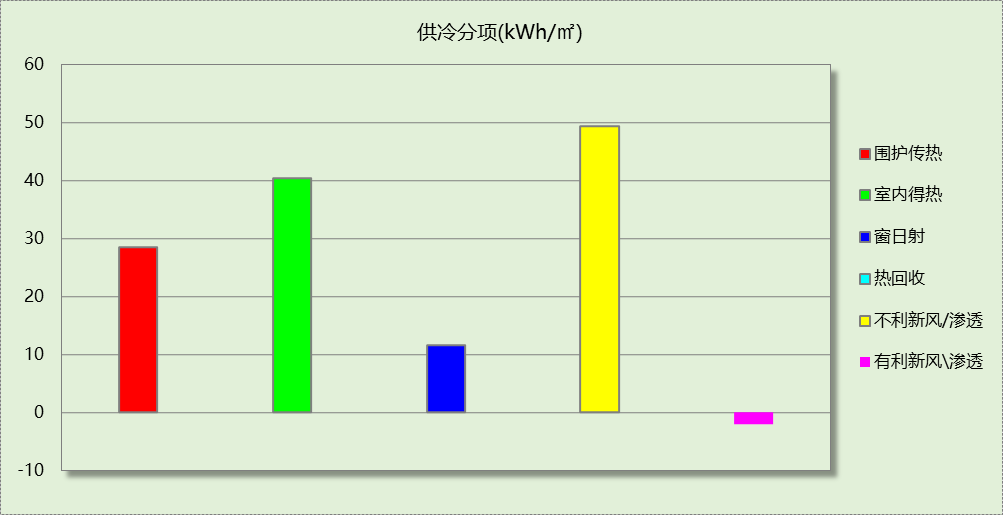 供冷分项(kWh/㎡)
60
50
40
30
20
10
0
-10
围护传热
室内得热
窗日射
热回收
不利新风/渗透
有利新风\渗透